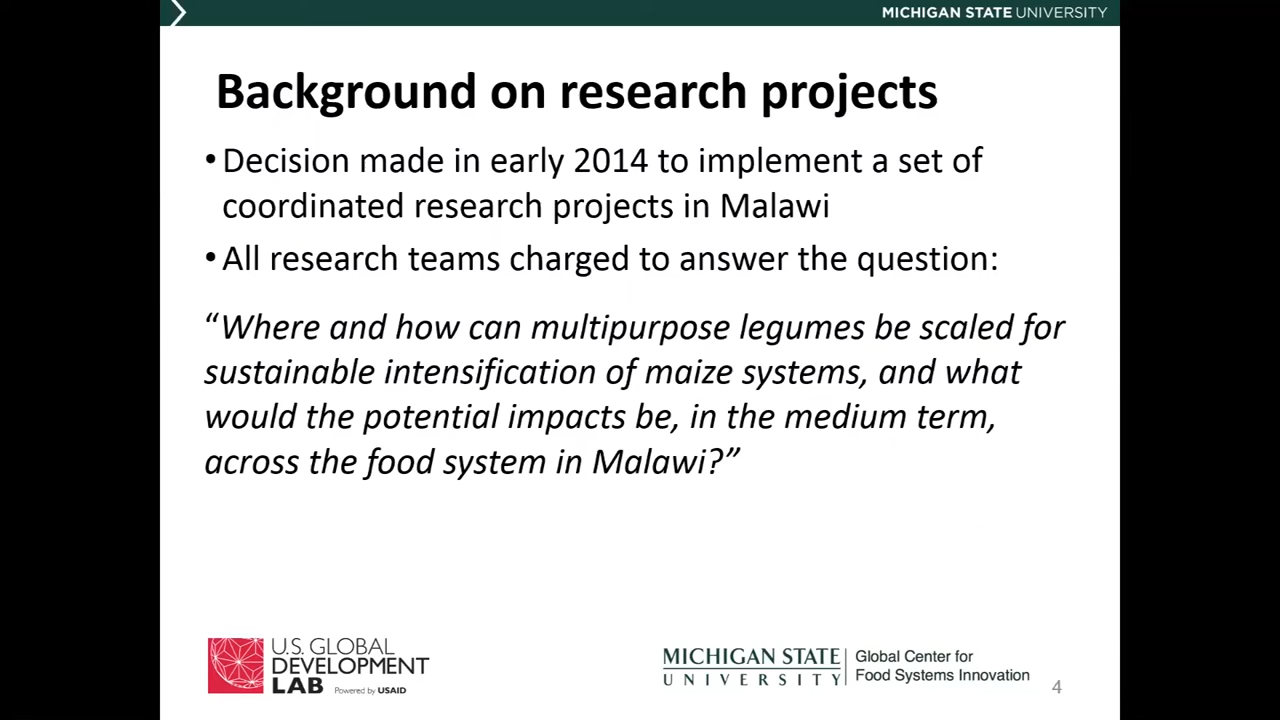 MICHIGAN STATE UNIVERSITY
Background on research projects
•Decision made in early 2014 to implement a set of
coordinated research projects in Malawi
•All research teams charged to answer the question:
“Where and how can multipurpose legumes be scaled for
sustainable intensification of maize systems, and what
would the potential impacts be, in the medium term,
across the food system in Malawi?”
U.S. GLOBAL
DEVELOPMENT
LAB Powered by USAID
MICHIGAN STATE
UNIVERSITY
Global Center for
Food Systems Innovation
4